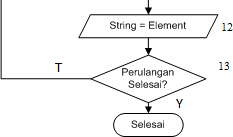 String = Element
12
T
Perulangan
Selesai?
13
Y
Selesai